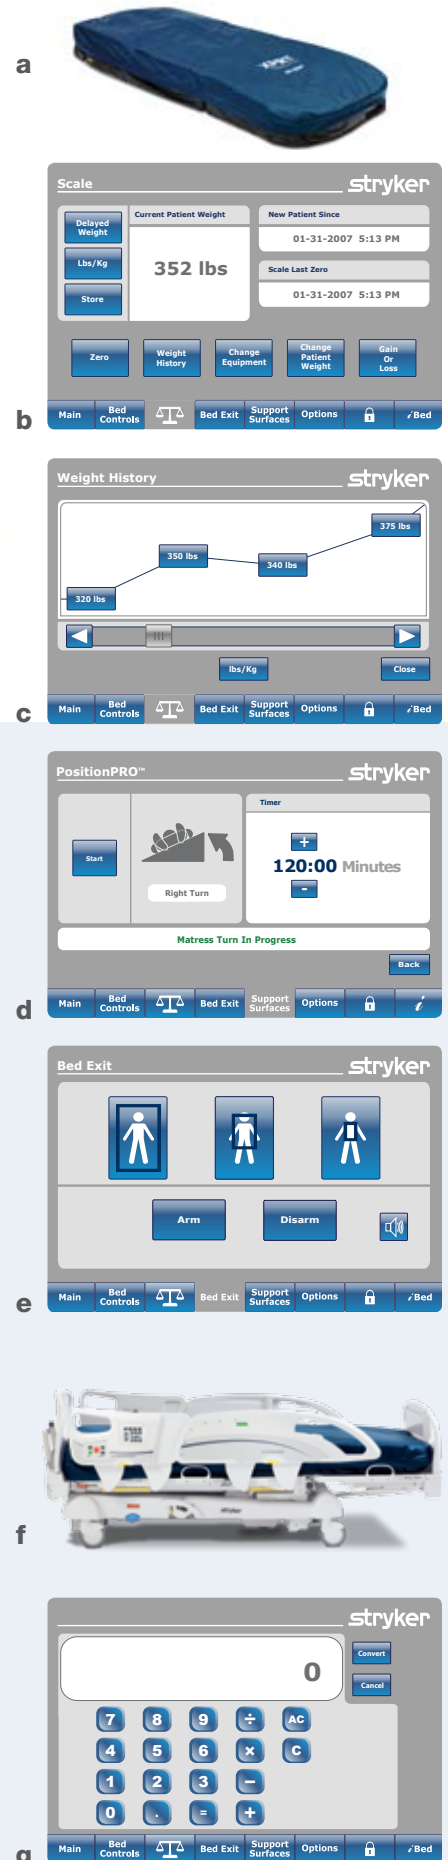 a
XPRT
Scale
stryker
Delayed
Weight
Lbs/Kg
Store
Current Patient Weight
352 lbs
New Patient Since
01-31-2007 5:13 PM
Scale Last Zero
01-31-2007 5:13 PM
Zero
Weight
History
Change
Equipment
Change
Patient
Weight
Gain
Or
Loss
b
Main
Bed
Controls
Bed Exit
Support
Surfaces
Options
iBed
Weight History
stryker
320 lbs
350 lbs
340 lbs
375 lbs
lbs/Kg
Close
c
Main
Bed
Controls
Bed Exit
Support
Surfaces
Options
iBed
PositionPRO™
stryker
Start
Right Turn
Timer
+
120:00 Minutes
-
Matress Turn In Progress
Back
d
Main
Bed
Controls
Bed Exit
Support
Surfaces
Options
i
Bed Exit
stryker
Arm
Disarm
e
Main
Bed
Controls
Bed Exit
Support
Surfaces
Options
iBed
f
stryker
stryker
0
Convert
Cancel
7 8 9 ÷ AC
4 5 6 × C
1 2 3 −
0 . = +
g
Main
Bed
Controls
Bed Exit
Support
Surfaces
Options
iBed